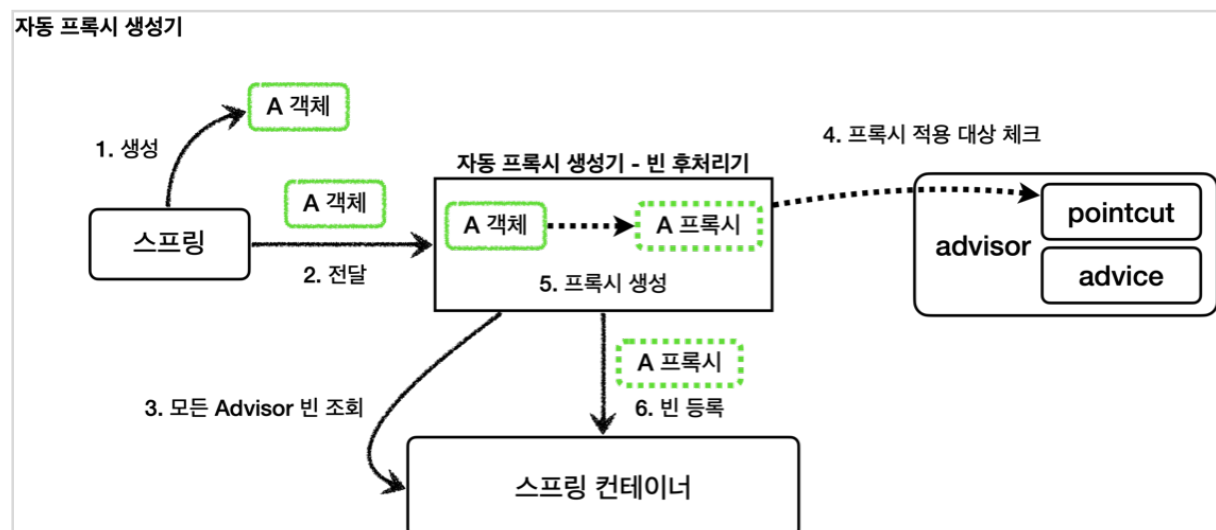 자동 프록시 생성기
A 객체
1. 생성
4. 프록시 적용 대상 체크
자동 프록시 생성기 - 빈 후처리기
A 객체
스프링
2. 전달
A 객체
A 프록시
5. 프록시 생성
advisor
pointcut
advice
A 프록시
3. 모든 Advisor 빈 조회
6. 빈 등록
스프링 컨테이너